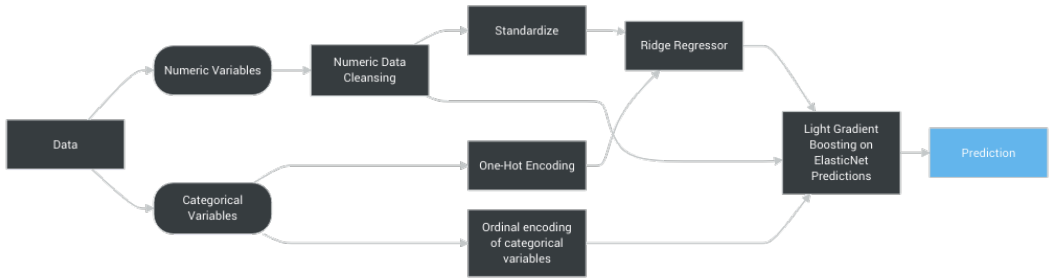 Standardize
Ridge Regressor
Numeric Variables
Numeric Data
Cleansing
Data
Light Gradient
Boosting on
ElasticNet
Predictions
Prediction
One-Hot Encoding
Categorical
Variables
Ordinal encoding
of categorical
variables